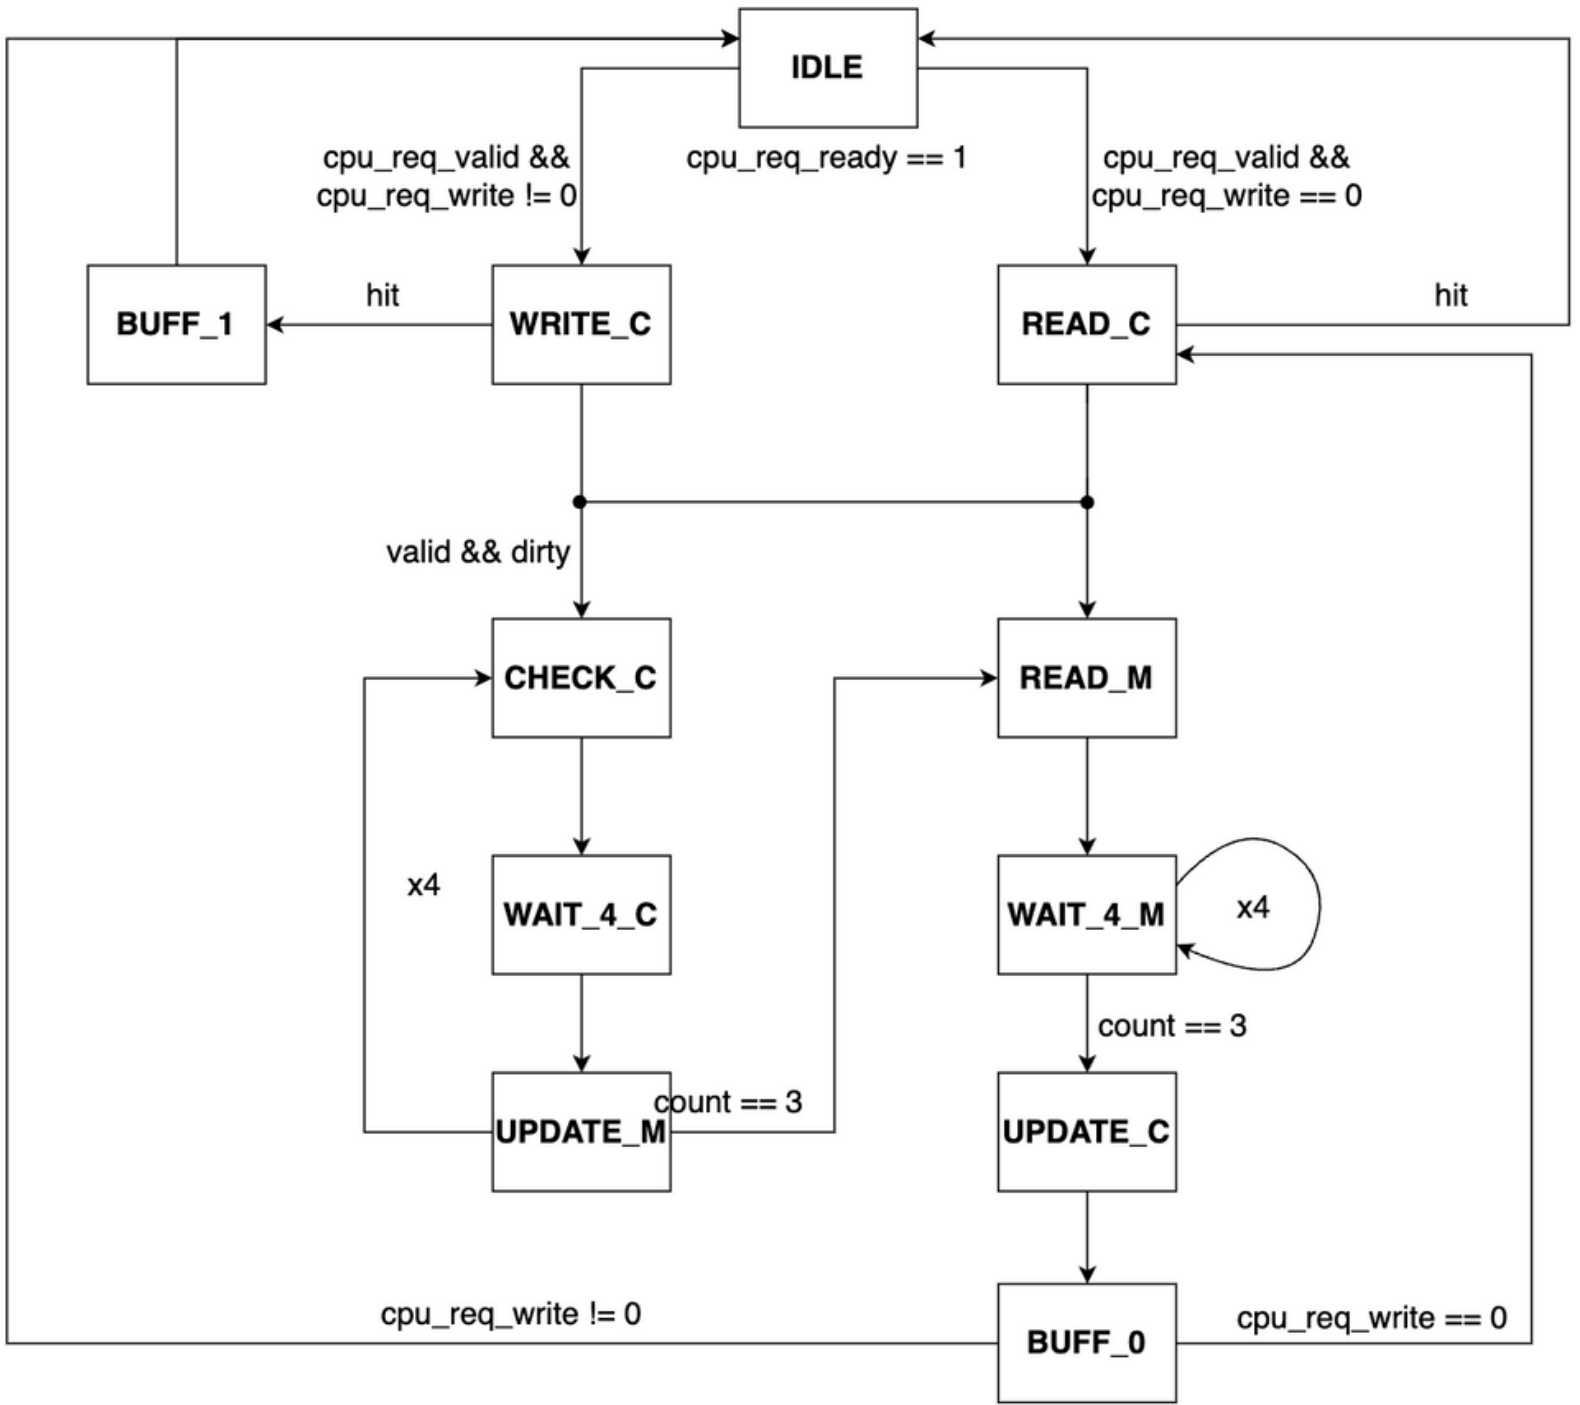 IDLE
cpu_req_valid &&
cpu_req_write != 0
cpu_req_ready == 1
cpu_req_valid &&
cpu_req_write == 0
BUFF_1
hit
WRITE_C
READ_C
hit
valid && dirty
CHECK_C
READ_M
x4
WAIT_4_C
WAIT_4_M
x4
count == 3
count == 3
UPDATE_M
UPDATE_C
cpu_req_write != 0
BUFF_0
cpu_req_write == 0